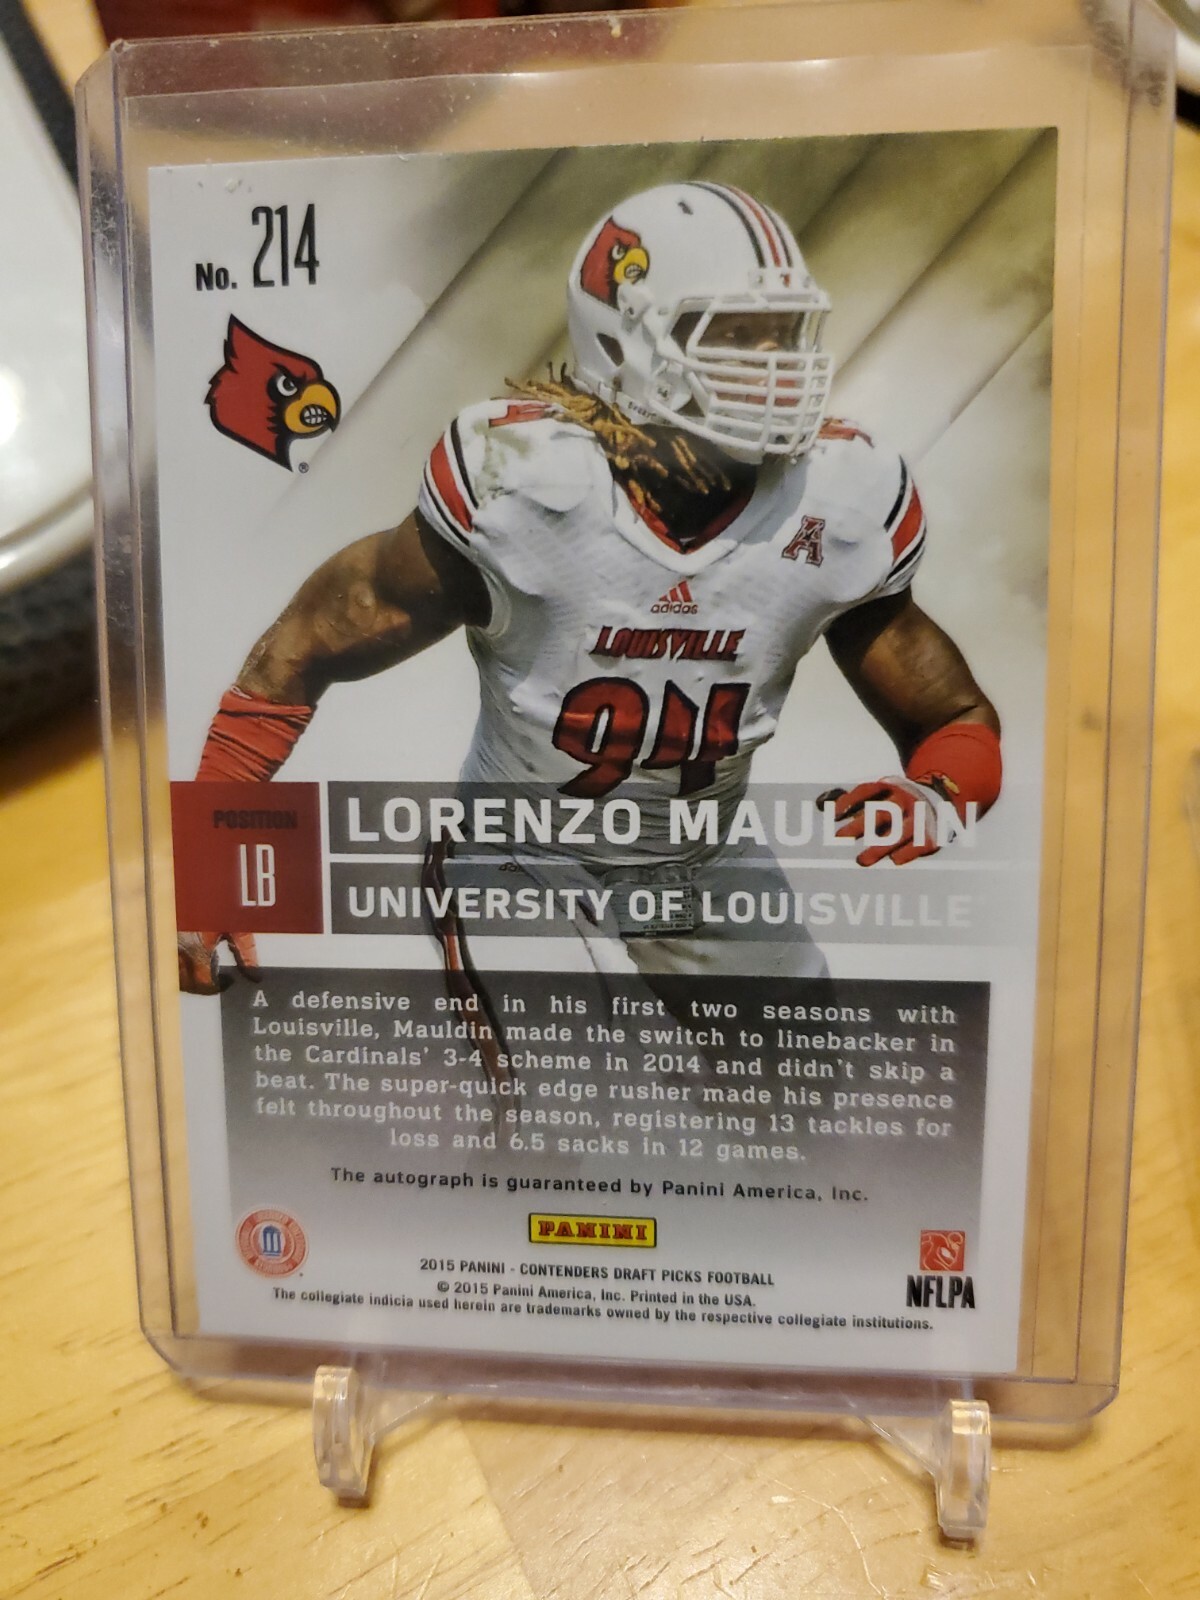 No. 214
®
A
adidas
LOUISVILLE
94
POSITION
LB
LORENZO MAULDIN
UNIVERSITY OF LOUISVILLE
A defensive end in his first two seasons with
Louisville, Mauldin made the switch to linebacker in
the Cardinals' 3-4 scheme in 2014 and didn't skip a
beat. The super-quick edge rusher made his presence
felt throughout the season, registering 13 tackles for
loss and 6.5 sacks in 12 games.
The autograph is guaranteed by Panini America, Inc.
PANINI
NFLPA
2015 PANINI - CONTENDERS DRAFT PICKS FOOTBALL
© 2015 Panini America, Inc. Printed in the USA.
The collegiate indicia used herein are trademarks owned by the respective collegiate institutions.